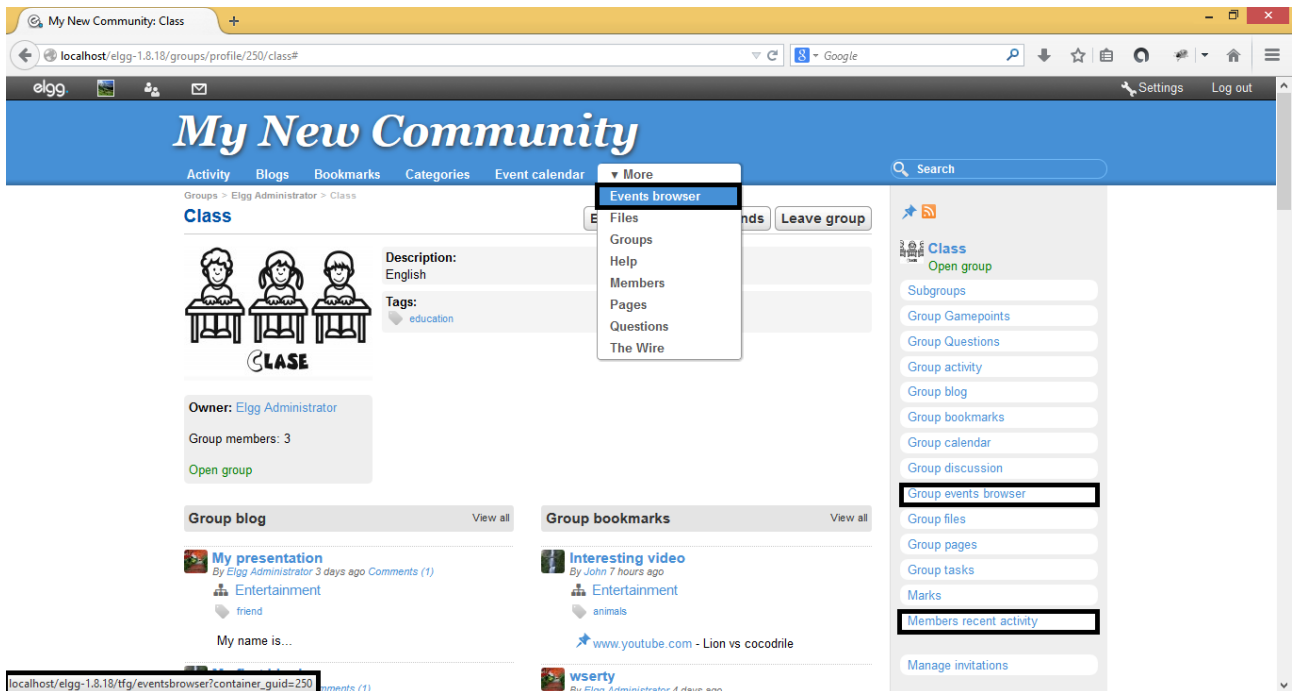 My New Community: Class
localhost/elgg-1.8.18/groups/profile/250/class#
Google
elgg.
Settings Log out
My New Community
Activity Blogs Bookmarks Categories Event calendar ▾ More
Search
Events browser
Files
Groups
Help
Members
Pages
Questions
The Wire
Groups > Elgg Administrator > Class
Class
Leave group
Description:
English
Tags:
education
CLASE
Owner: Elgg Administrator
Group members: 3
Open group
Group blog View all
My presentation
By Elgg Administrator 3 days ago Comments (1)
Entertainment
friend
My name is...
Group bookmarks View all
Interesting video
By John 7 hours ago
Entertainment
animals
www.youtube.com - Lion vs cocodrile
wserty
By Elgg Administrator 4 days ago
Class
Open group
Subgroups
Group Gamepoints
Group Questions
Group activity
Group blog
Group bookmarks
Group calendar
Group discussion
Group events browser
Group files
Group pages
Group tasks
Marks
Members recent activity
Manage invitations
localhost/elgg-1.8.18/tfg/eventsbrowser?container_guid=250